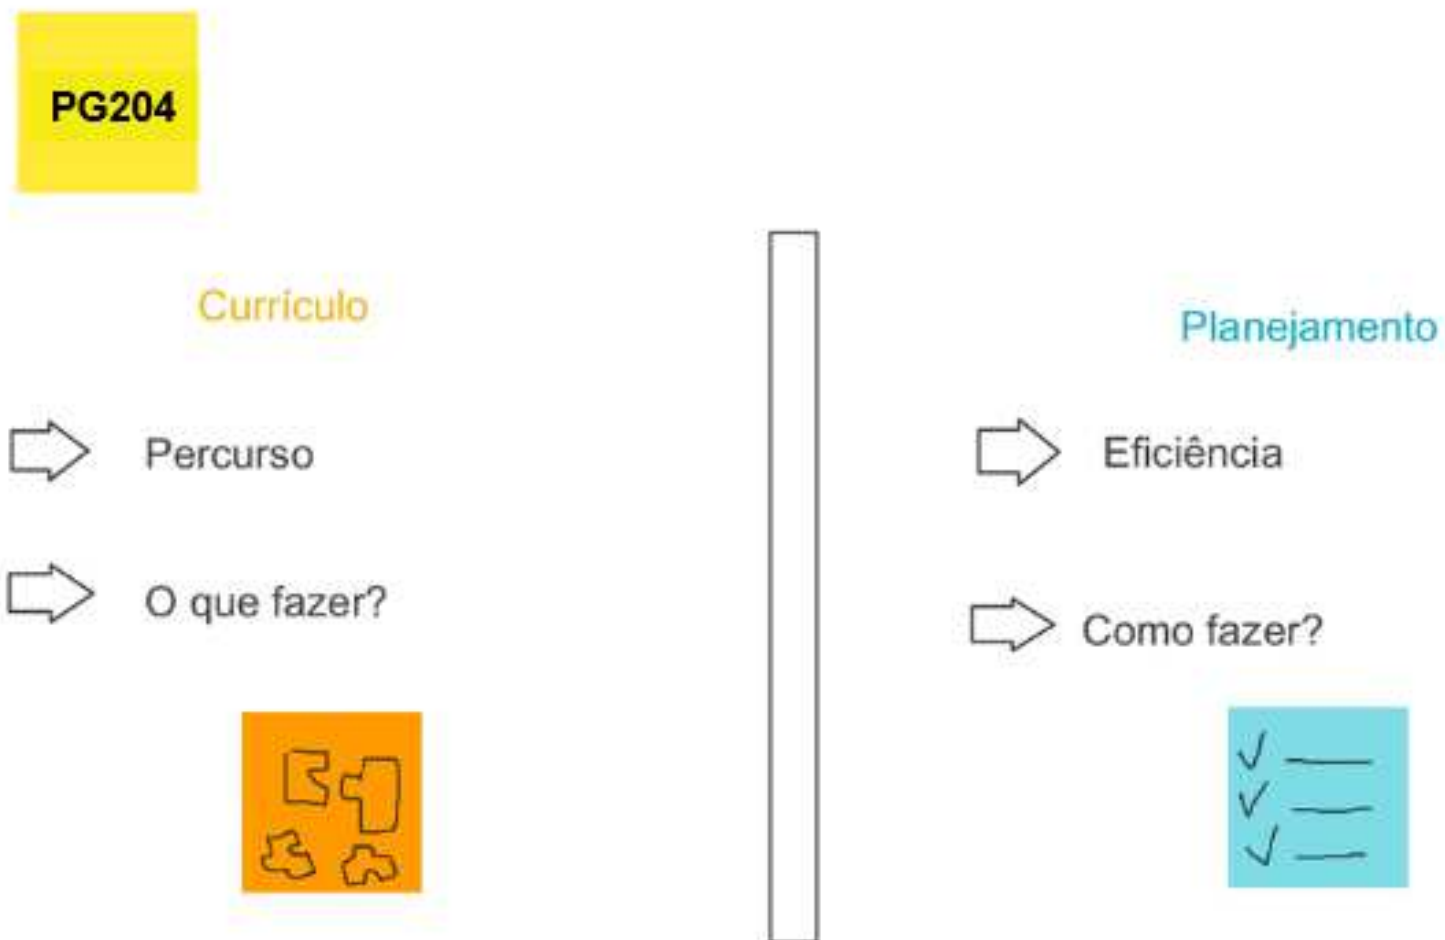 PG204
Currículo
Percurso
O que fazer?
Planejamento
Eficiência
Como fazer?